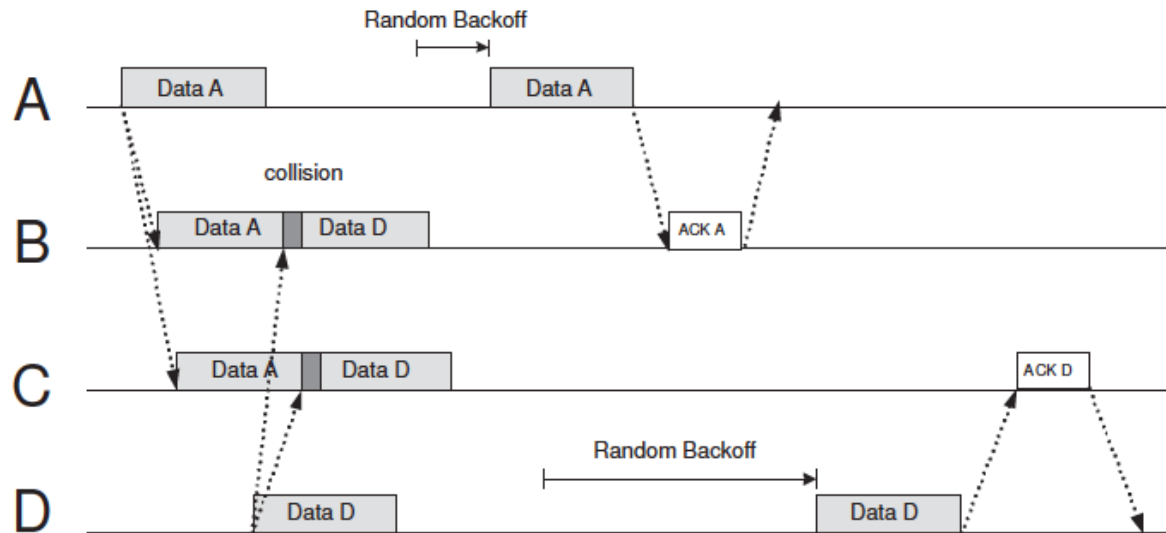 Random Backoff
A
Data A
Data A
collision
B
Data A
Data D
ACK A
C
Data A
Data D
ACK D
Random Backoff
D
Data D
Data D